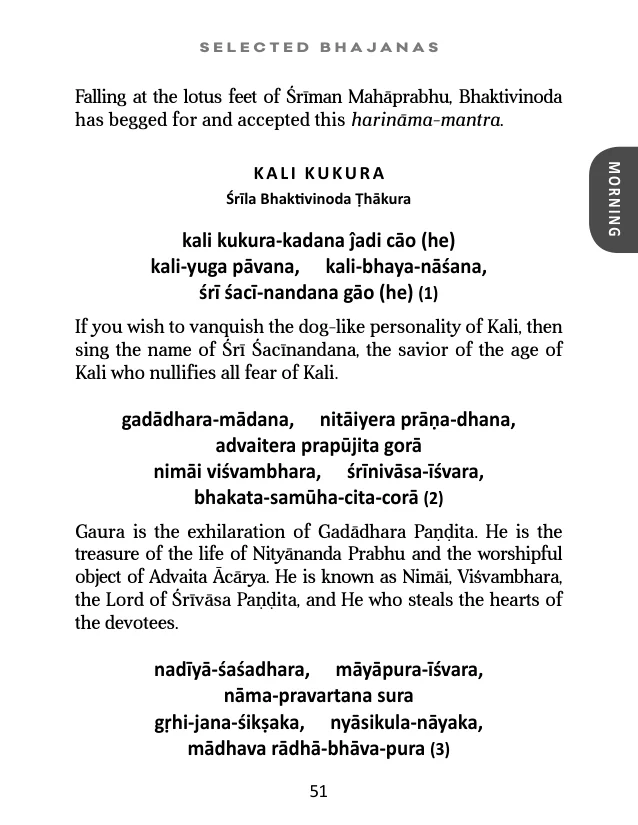 SELECTED BHAJANAS
Falling at the lotus feet of Śrīman Mahāprabhu, Bhaktivinoda
has begged for and accepted this harināma-mantra.
MORNING
KALI KUKURA
Śrīla Bhaktivinoda Ṭhākura
kali kukura-kadana ĵadi cāo (he)
kali-yuga pāvana, kali-bhaya-nāśana,
śrī śacī-nandana gāo (he) (1)
If you wish to vanquish the dog-like personality of Kali, then
sing the name of Śrī Śacīnandana, the savior of the age of
Kali who nullifies all fear of Kali.
gadādhara-mādana, nitāiyera prāṇa-dhana,
advaitera prapūjita gorā
nimāi viśvambhara, śrīnivāsa-īśvara,
bhakata-samūha-cita-corā (2)
Gaura is the exhilaration of Gadādhara Paṇḍita. He is the
treasure of the life of Nityānanda Prabhu and the worshipful
object of Advaita Ācārya. He is known as Nimāi, Viśvambhara,
the Lord of Śrīvāsa Paṇḍita, and He who steals the hearts of
the devotees.
nadīyā-śaśadhara, māyāpura-īśvara,
nāma-pravartana sura
gṛhi-jana-śikṣaka, nyāsikula-nāyaka,
mādhava rādhā-bhāva-pura (3)
51